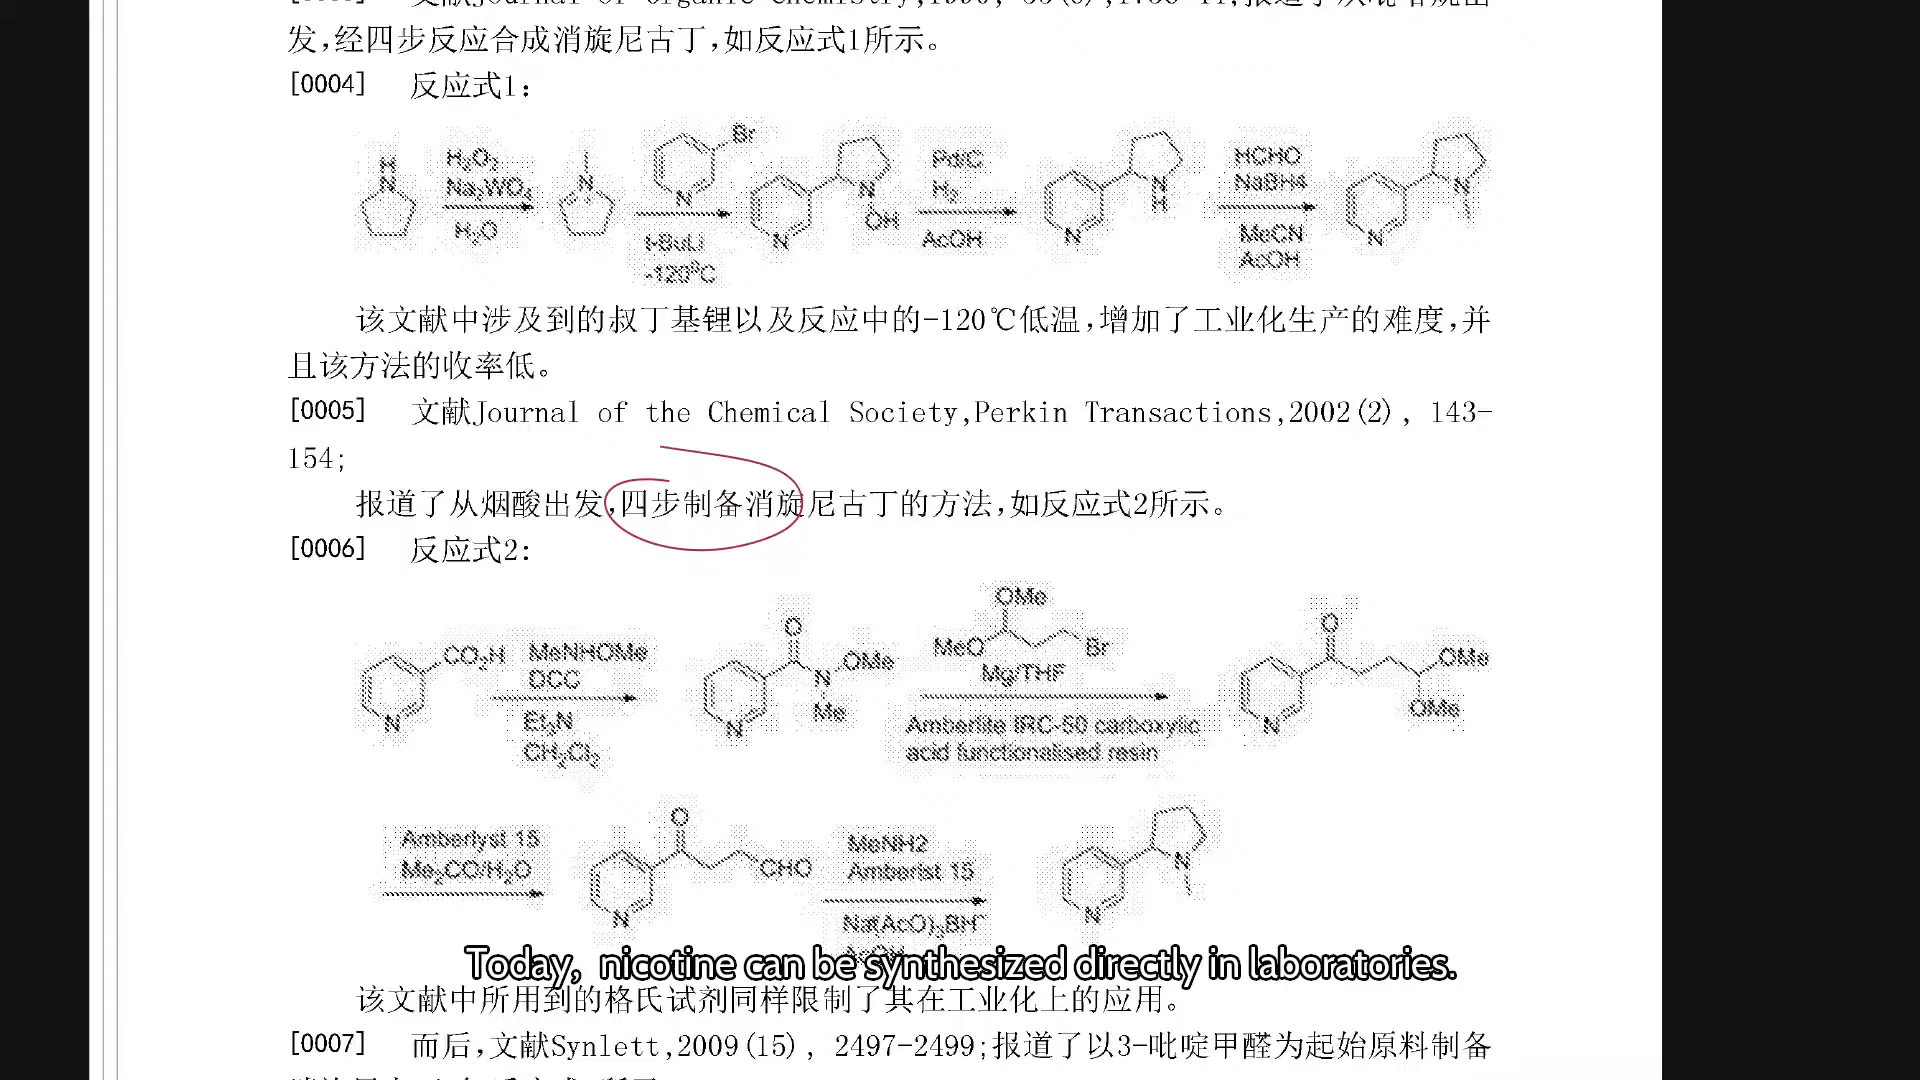 发,经四步反应合成消旋尼古丁,如反应式1所示。
[0004] 反应式1:
H
N
H₂O₂
Na₂WO₄
H₂O
N
Br
N
t-BuLi
-120⁰C
N
OH
N
Pd/C
H₂
AcOH
N
H
N
HCHO
NaBH4
MeCN
AcOH
N
N
该文献中涉及到的叔丁基锂以及反应中的-120℃低温,增加了工业化生产的难度,并
且该方法的收率低。
[0005] 文献Journal of the Chemical Society,Perkin Transactions,2002(2), 143-
154;
报道了从烟酸出发,四步制备消旋尼古丁的方法,如反应式2所示。
[0006] 反应式2:
CO₂H
N
MeNHOMe
DCC
Et₃N
CH₂Cl₂
O
OMe
N
Me
N
OMe
MeO
Br
Mg/THF
Amberlite IRC-50 carboxylic
acid functionalised resin
O
OMe
OMe
N
Amberlyst 15
Me₂CO/H₂O
O
CHO
N
MeNH2
Amberlst 15
Na(AcO)₃BH
N
N
Today, nicotine can be synthesized directly in laboratories.
该文献中所用到的格氏试剂同样限制了其在工业化上的应用。
[0007] 而后,文献Synlett,2009(15), 2497-2499;报道了以3-吡啶甲醛为起始原料制备